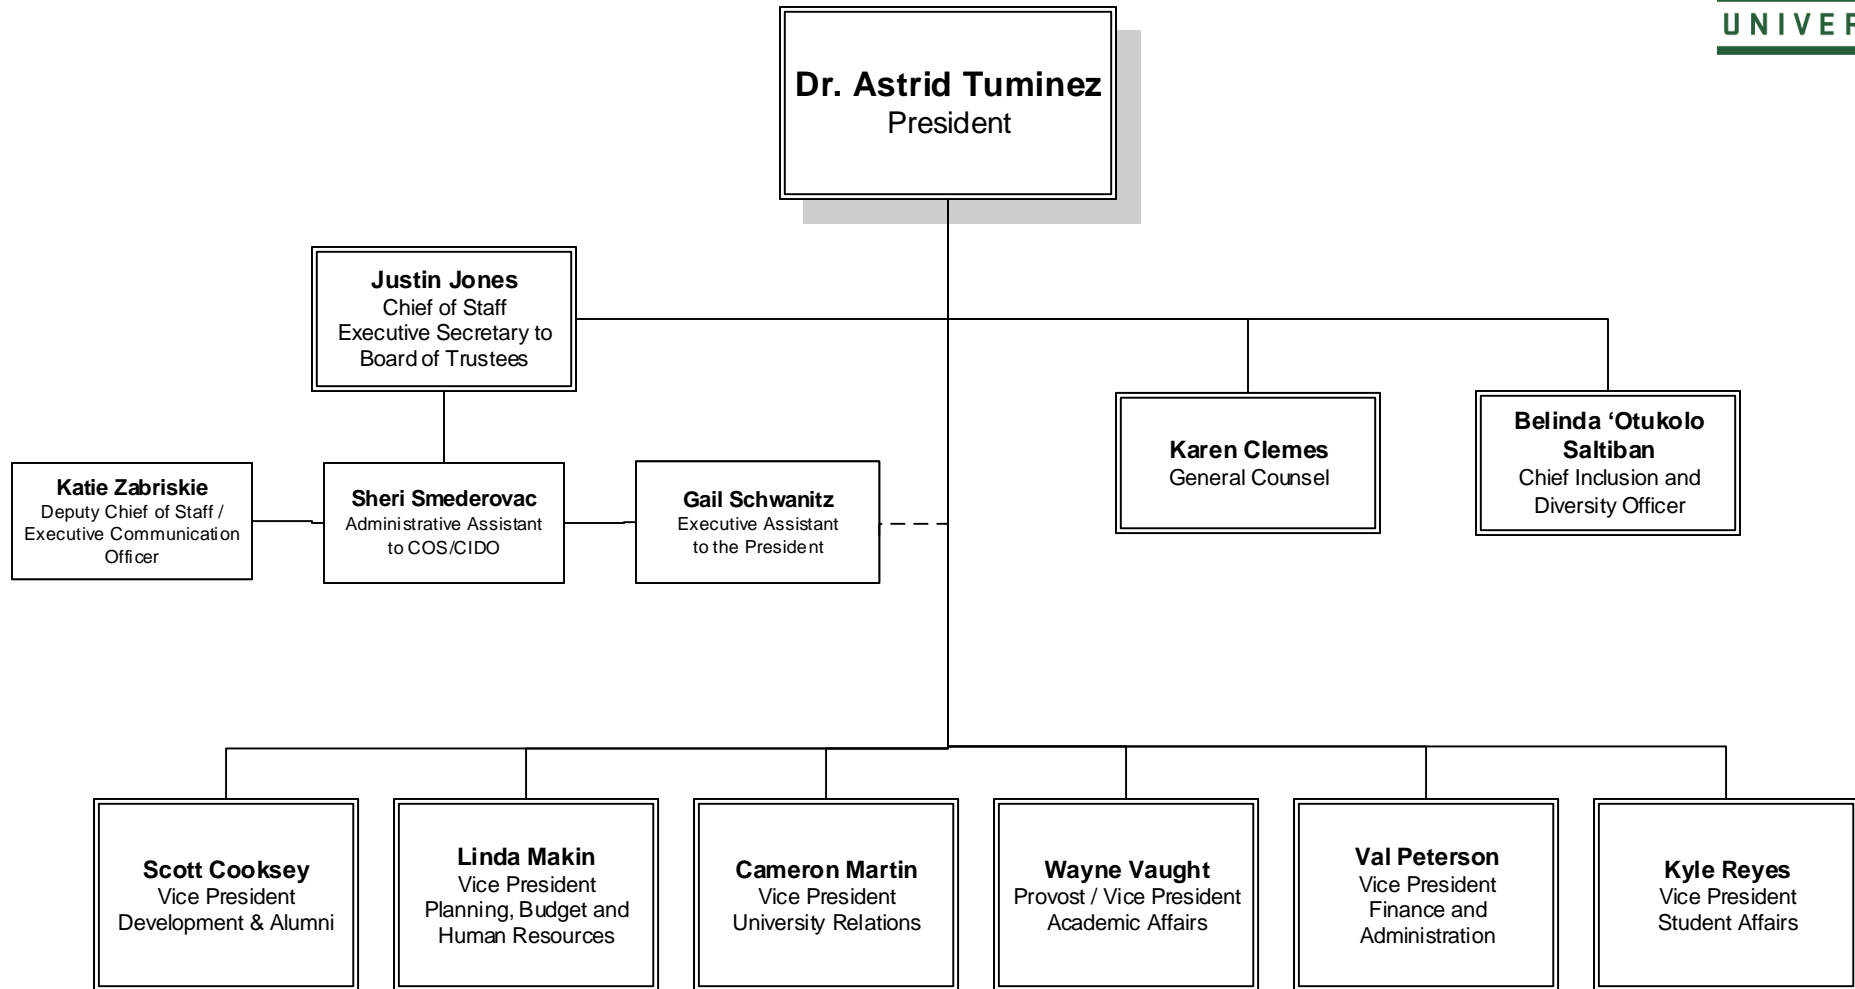 Dr. Astrid Tuminez
President
Justin Jones
Chief of Staff
Executive Secretary to
Board of Trustees
Karen Clemes
General Counsel
Belinda ‘Otukolo
Saltiban
Chief Inclusion and
Diversity Officer
Katie Zabriskie
Deputy Chief of Staff /
Executive Communication
Officer
Sheri Smederovac
Administrative Assistant
to COS/CIDO
Gail Schwanitz
Executive Assistant
to the President
Scott Cooksey
Vice President
Development & Alumni
Linda Makin
Vice President
Planning, Budget and
Human Resources
Cameron Martin
Vice President
University Relations
Wayne Vaught
Provost / Vice President
Academic Affairs
Val Peterson
Vice President
Finance and
Administration
Kyle Reyes
Vice President
Student Affairs